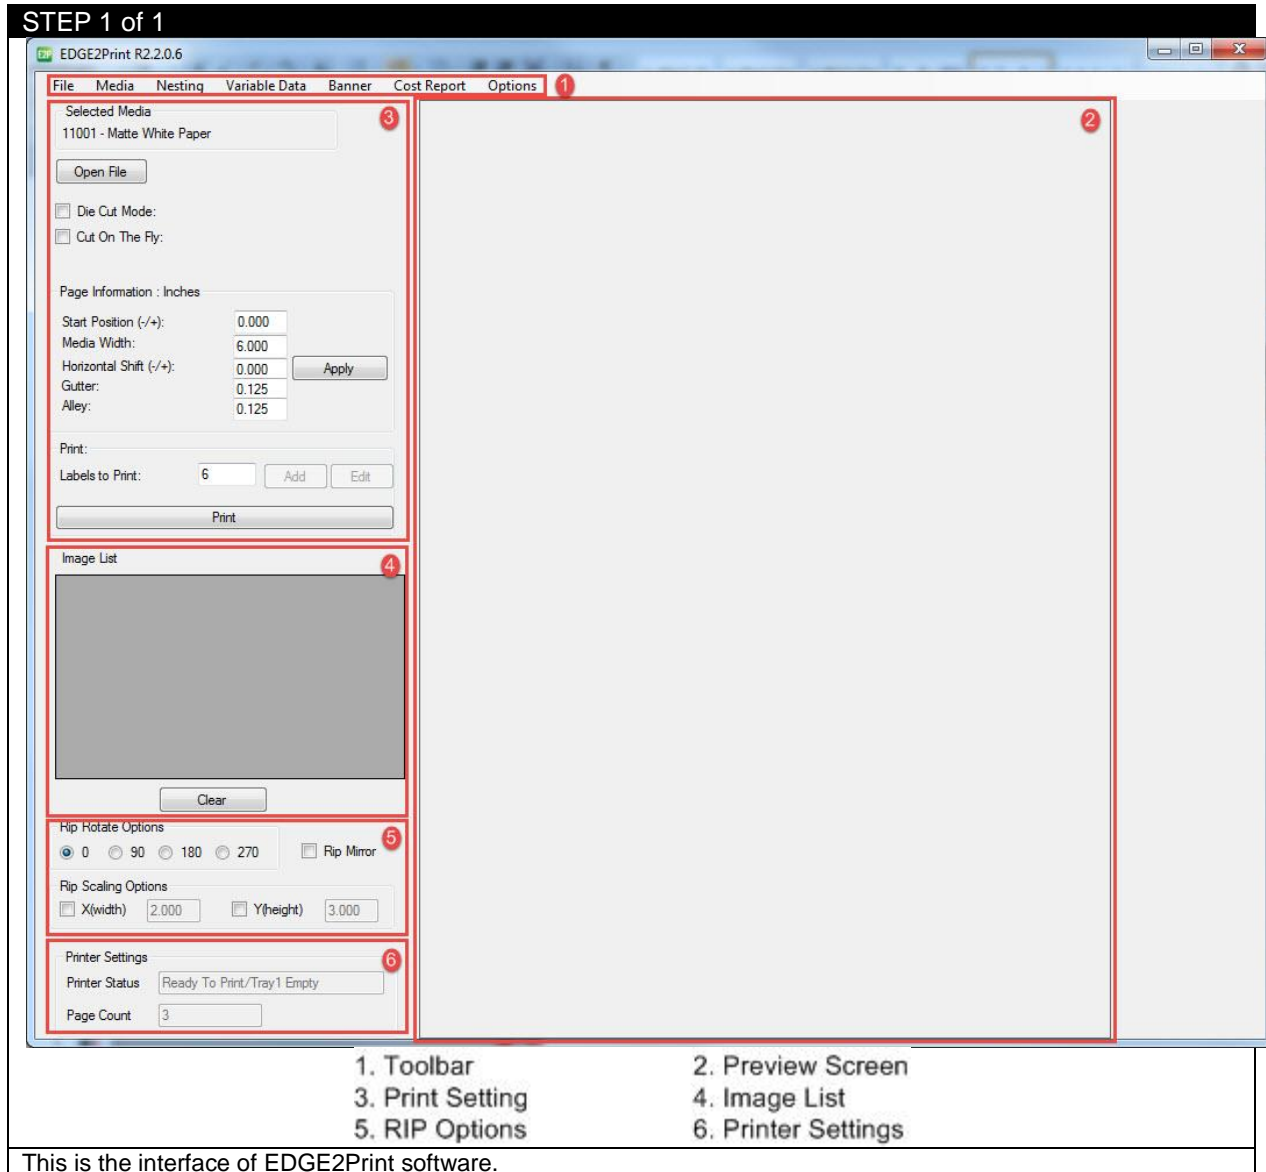 STEP 1 of 1
E2P EDGE2Print R2.2.0.6
File Media Nesting Variable Data Banner Cost Report Options 1
Selected Media 3 2
11001 - Matte White Paper
Open File
Die Cut Mode:
Cut On The Fly:
Page Information : Inches
Start Position (-/+): 0.000
Media Width: 6.000
Horizontal Shift (-/+): 0.000 Apply
Gutter: 0.125
Alley: 0.125
Print:
Labels to Print: 6 Add Edit
Print
Image List 4
Clear
Rip Rotate Options 5
0 90 180 270 Rip Mirror
Rip Scaling Options
X(width) 2.000 Y(height) 3.000
Printer Settings 6
Printer Status Ready To Print/Tray1 Empty
Page Count 3
1. Toolbar 2. Preview Screen
3. Print Setting 4. Image List
5. RIP Options 6. Printer Settings
This is the interface of EDGE2Print software.